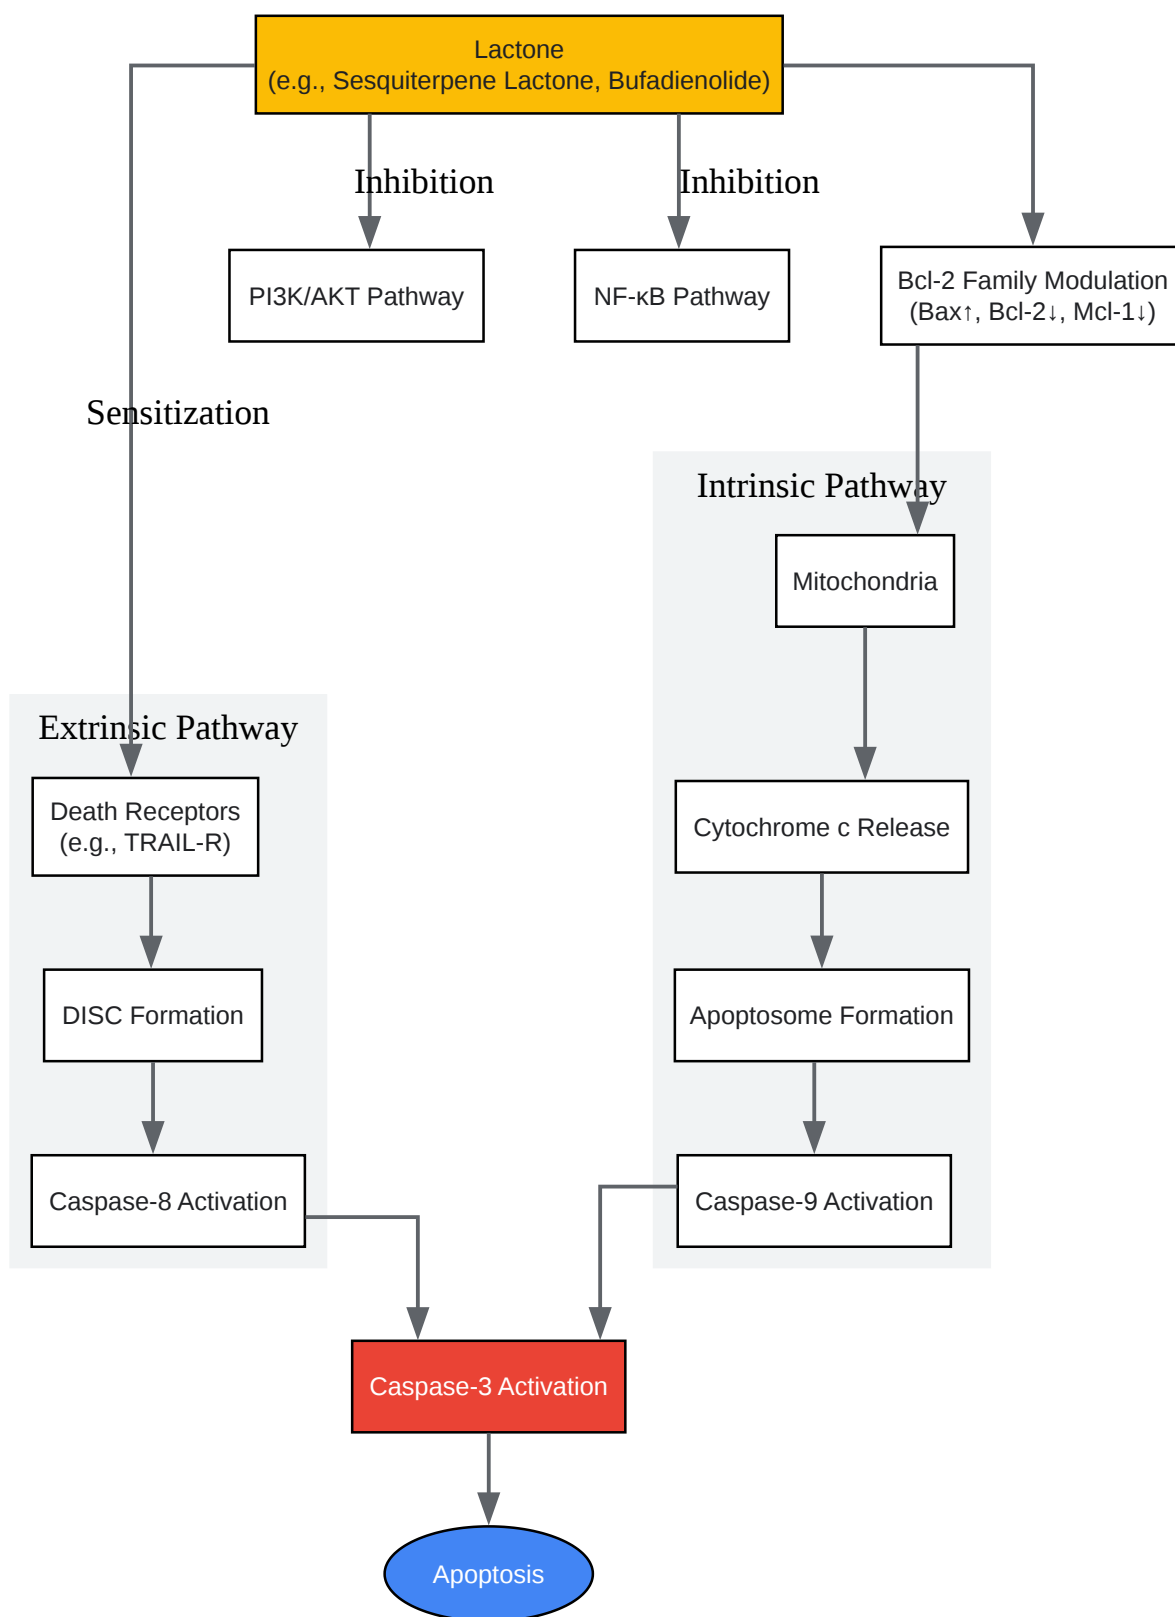 Lactone
(e.g., Sesquiterpene Lactone, Bufadienolide)
Inhibition
Inhibition
PI3K/AKT Pathway
NF-κB Pathway
Bcl-2 Family Modulation
(Bax↑, Bcl-2↓, Mcl-1↓)
Sensitization
Intrinsic Pathway
Mitochondria
Extrinsic Pathway
Death Receptors
(e.g., TRAIL-R)
Cytochrome c Release
DISC Formation
Apoptosome Formation
Caspase-8 Activation
Caspase-9 Activation
Caspase-3 Activation
Apoptosis